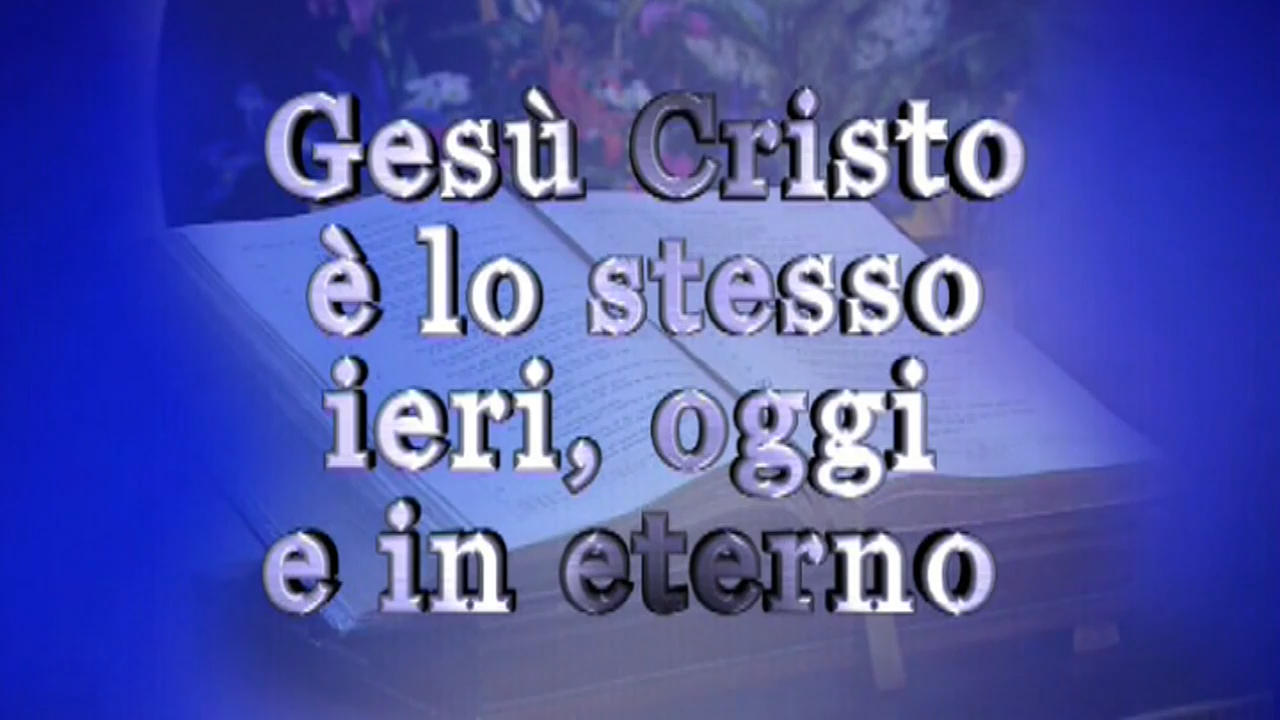 Gesù Cristo
è lo stesso
ieri, oggi
e in eterno